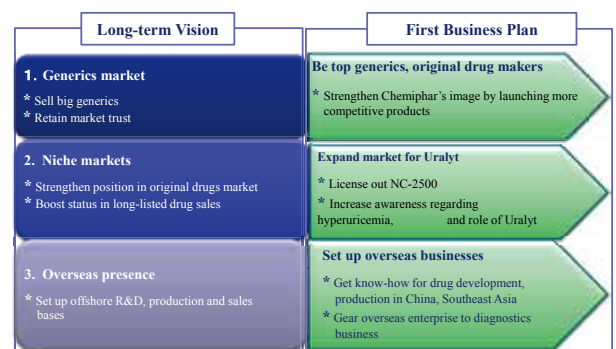 Long-term Vision
First Business Plan
1. Generics market
* Sell big generics
* Retain market trust
Be top generics, original drug makers
* Strengthen Chemiphar's image by launching more
competitive products
2. Niche markets
* Strengthen position in original drugs market
* Boost status in long-listed drug sales
Expand market for Uralyt
* License out NC-2500
* Increase awareness regarding
hyperuricemia, and role of Uralyt
3. Overseas presence
* Set up offshore R&D, production and sales
bases
Set up overseas businesses
* Get know-how for drug development,
production in China, Southeast Asia
* Gear overseas enterprise to diagnostics
business